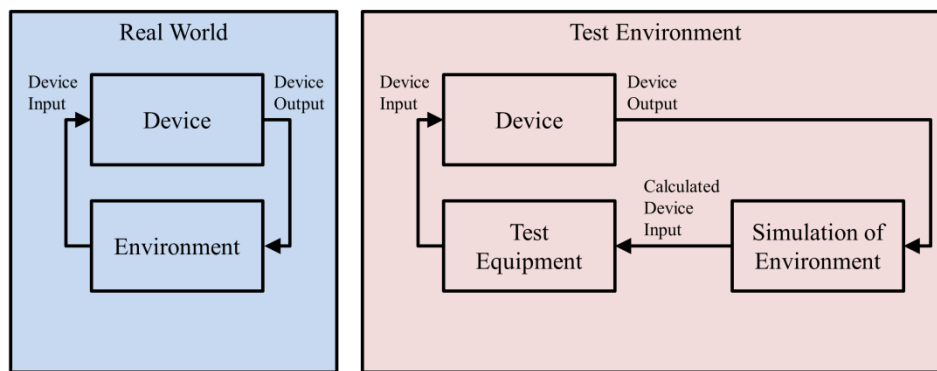 Real World
Device
Input
Device
Output
Device
Environment
Test Environment
Device
Input
Device
Output
Device
Calculated
Device
Input
Test
Equipment
Simulation of
Environment